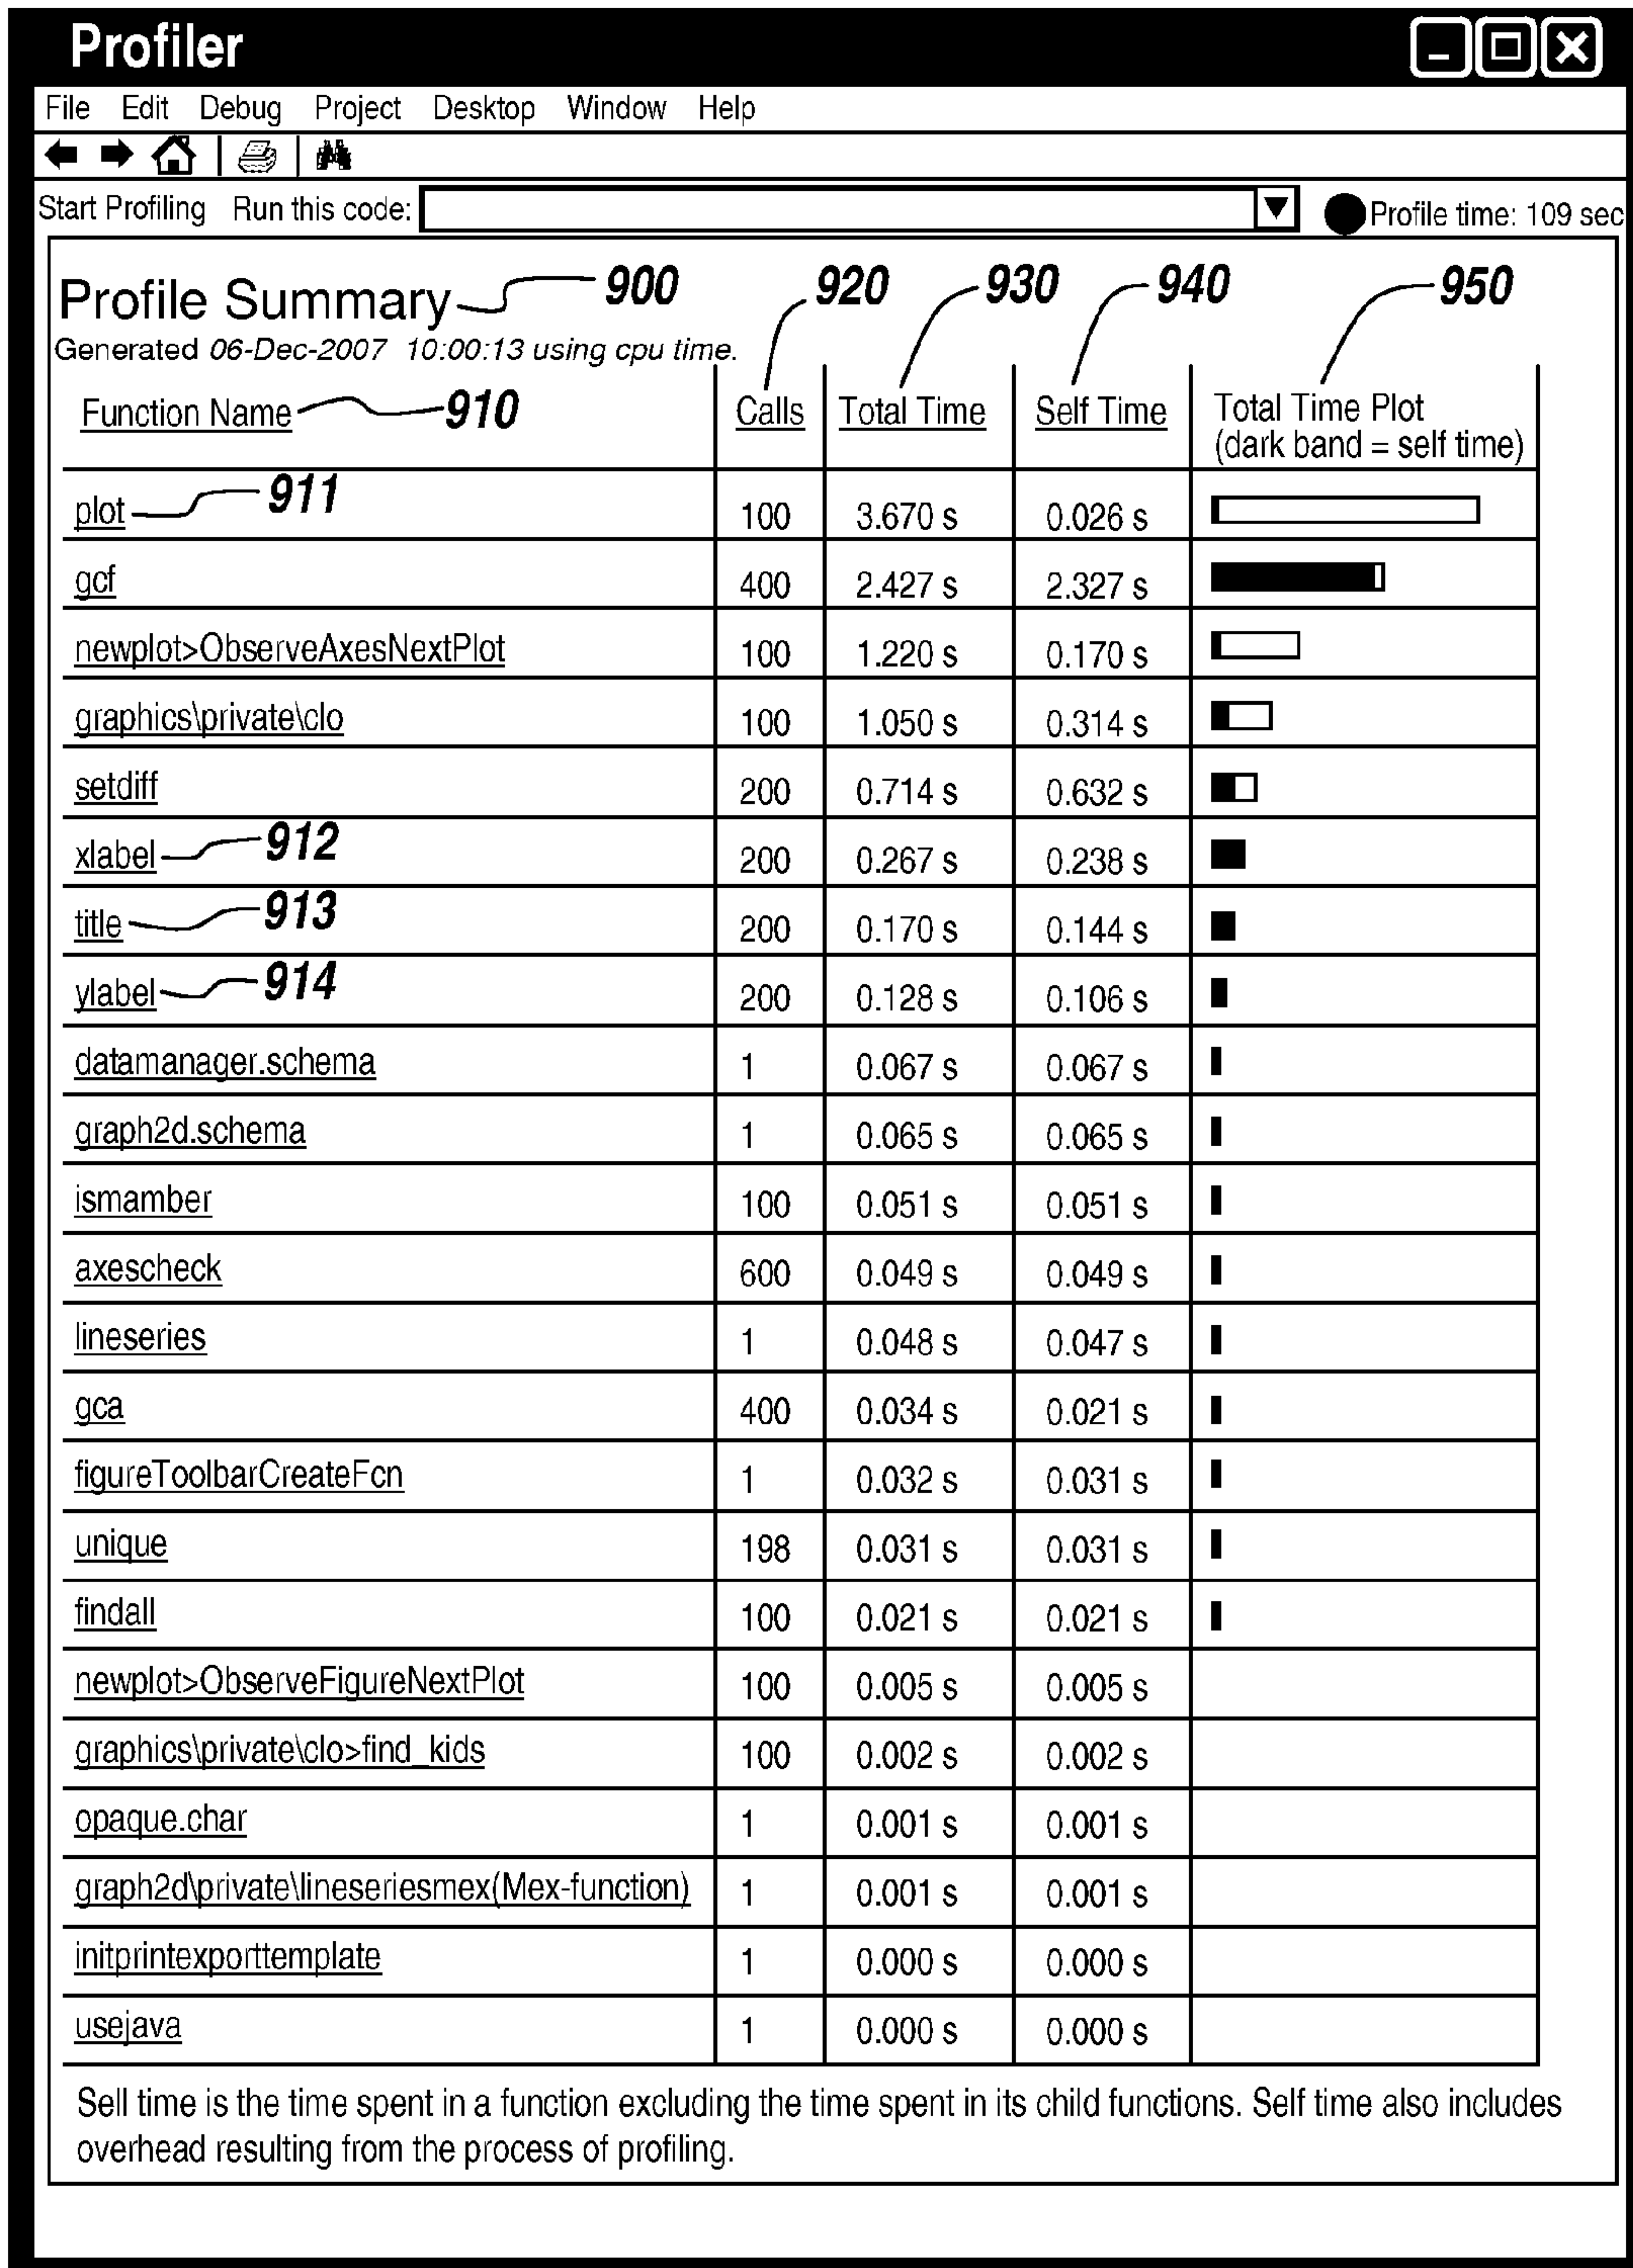 Profiler
File Edit Debug Project Desktop Window Help
Start Profiling Run this code: Profile time: 109 sec
Profile Summary 900 920 930 940 950
Generated 06-Dec-2007 10:00:13 using cpu time.
Function Name 910 Calls Total Time Self Time Total Time Plot
(dark band = self time)
plot 911 100 3.670 s 0.026 s
gcf 400 2.427 s 2.327 s
newplot>ObserveAxesNextPlot 100 1.220 s 0.170 s
graphics\private\clo 100 1.050 s 0.314 s
setdiff 200 0.714 s 0.632 s
xlabel 912 200 0.267 s 0.238 s
title 913 200 0.170 s 0.144 s
ylabel 914 200 0.128 s 0.106 s
datamanager.schema 1 0.067 s 0.067 s
graph2d.schema 1 0.065 s 0.065 s
ismamber 100 0.051 s 0.051 s
axescheck 600 0.049 s 0.049 s
lineseries 1 0.048 s 0.047 s
gca 400 0.034 s 0.021 s
figureToolbarCreateFcn 1 0.032 s 0.031 s
unique 198 0.031 s 0.031 s
findall 100 0.021 s 0.021 s
newplot>ObserveFigureNextPlot 100 0.005 s 0.005 s
graphics\private\clo>find_kids 100 0.002 s 0.002 s
opaque.char 1 0.001 s 0.001 s
graph2d\private\lineseriesmex(Mex-function) 1 0.001 s 0.001 s
initprintexporttemplate 1 0.000 s 0.000 s
usejava 1 0.000 s 0.000 s
Sell time is the time spent in a function excluding the time spent in its child functions. Self time also includes
overhead resulting from the process of profiling.